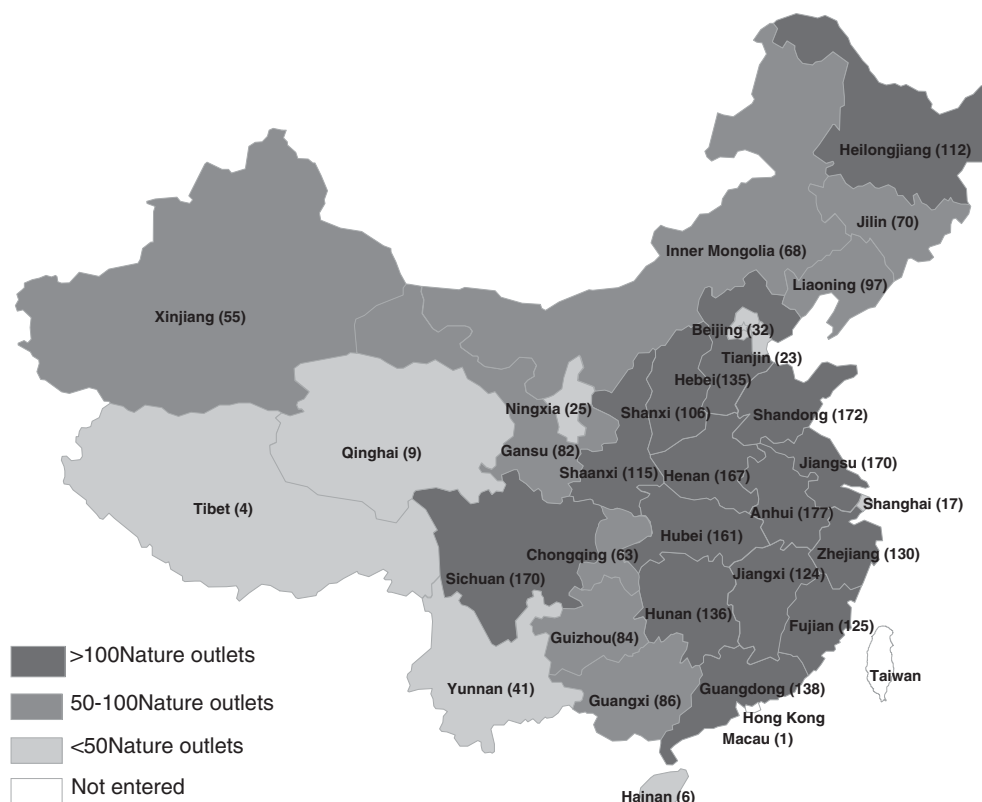 Heilongjiang (112)
Jilin (70)
Inner Mongolia (68)
Liaoning (97)
Xinjiang (55)
Beijing (32)
Tianjin (23)
Hebei(135)
Ningxia (25)
Shanxi (106)
Shandong (172)
Qinghai (9)
Gansu (82)
Shaanxi (115)
Henan (167)
Jiangsu (170)
Tibet (4)
Anhui (177)
Shanghai (17)
Hubei (161)
Chongqing (63)
Zhejiang (130)
Sichuan (170)
Jiangxi (124)
Hunan (136)
Fujian (125)
Guizhou(84)
Taiwan
Yunnan (41)
Guangxi (86)
Guangdong (138)
Hong Kong
Macau (1)
Hainan (6)
>100Nature outlets
50-100Nature outlets
<50Nature outlets
Not entered